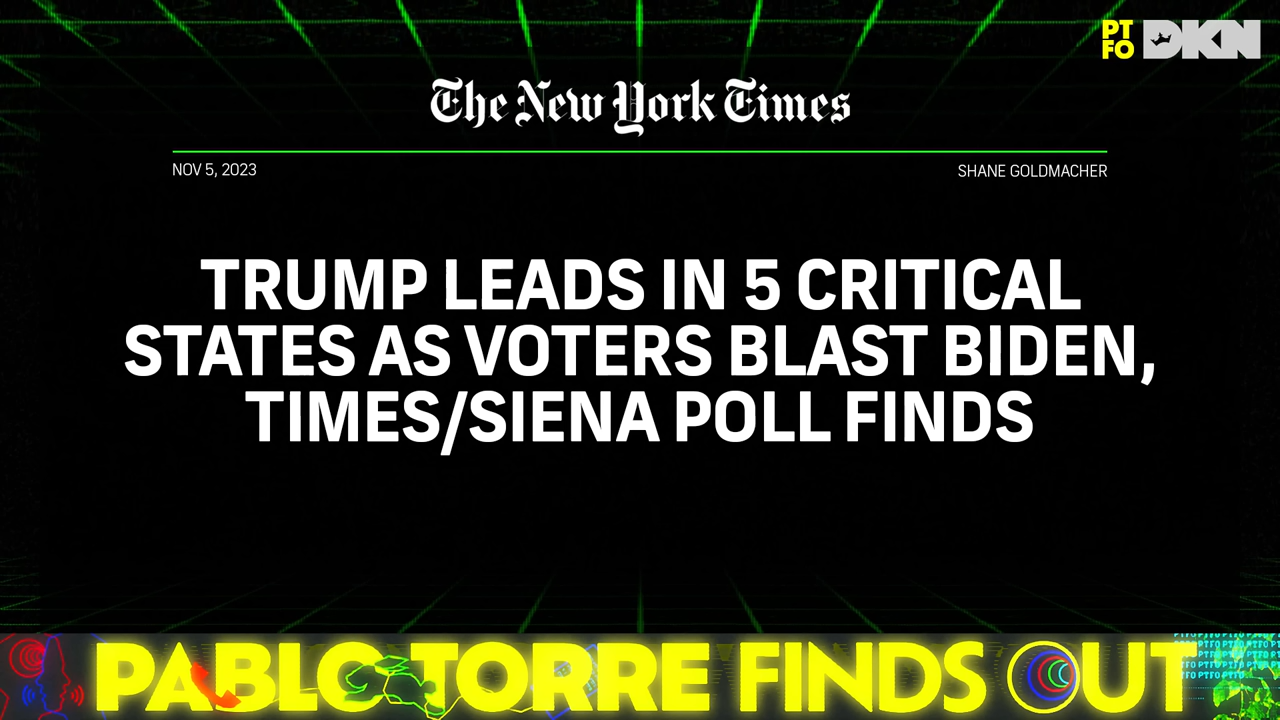 PT
FO
DKN
The New York Times
NOV 5, 2023
SHANE GOLDMACHER
TRUMP LEADS IN 5 CRITICAL
STATES AS VOTERS BLAST BIDEN,
TIMES/SIENA POLL FINDS
PABLO TORRE FINDS OUT